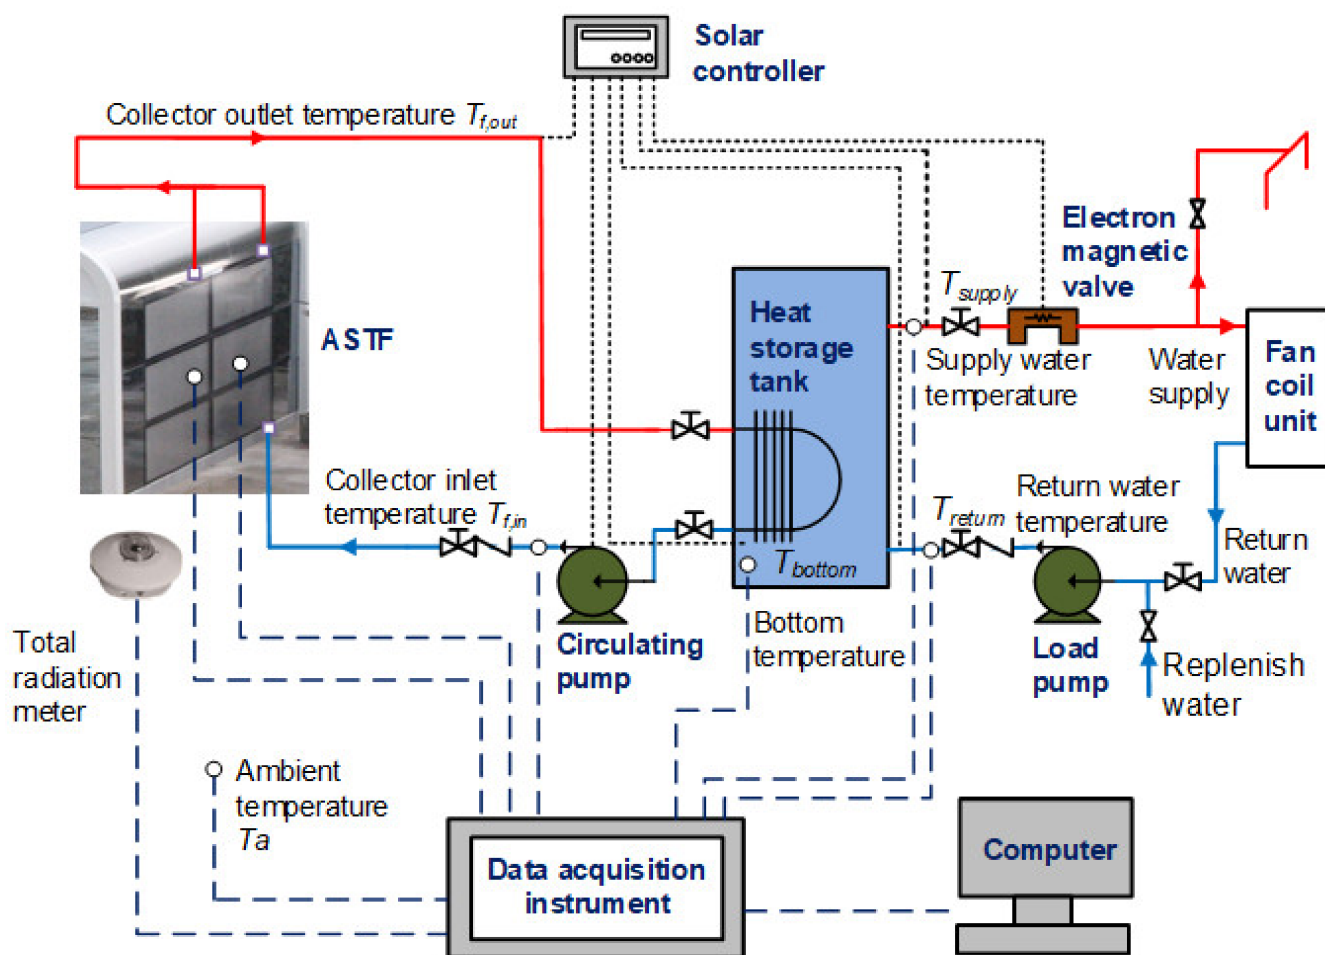 Solar
controller
Collector outlet temperature Tf,out
Electron
magnetic
valve
ASTF
Heat
storage
tank
Tsupply
Supply water
temperature
Water
supply
Fan
coil
unit
Collector inlet
temperature Tf,in
Treturn
Return water
temperature
Return
water
Tbottom
Bottom
temperature
Circulating
pump
Load
pump
Replenish
water
Total
radiation
meter
Ambient
temperature
Ta
Data acquisition
instrument
Computer